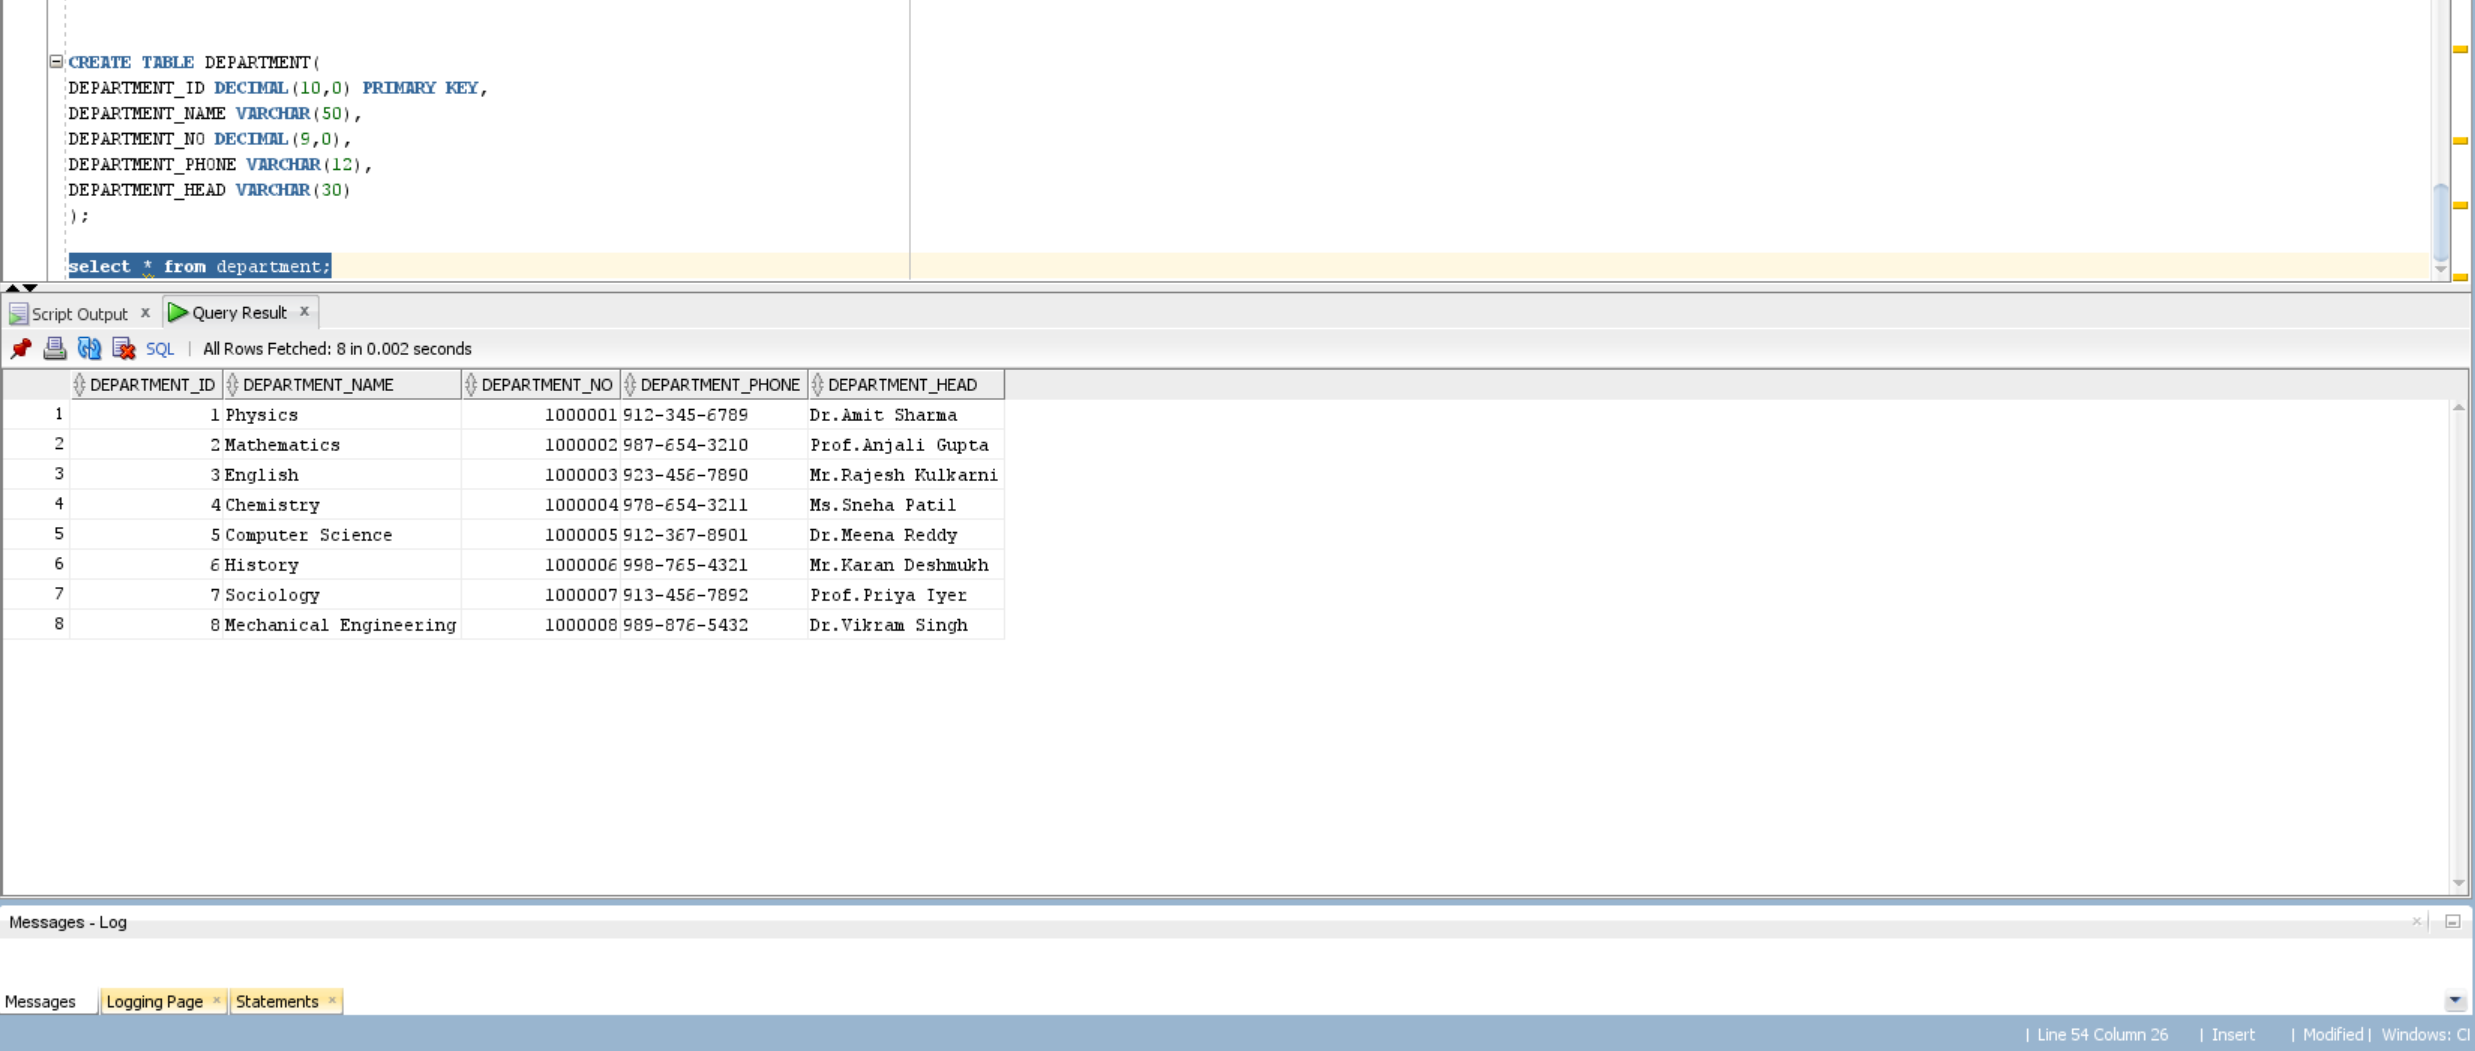 CREATE TABLE DEPARTMENT(
DEPARTMENT_ID DECIMAL(10,0) PRIMARY KEY,
DEPARTMENT_NAME VARCHAR(50),
DEPARTMENT_NO DECIMAL(9,0),
DEPARTMENT_PHONE VARCHAR(12),
DEPARTMENT_HEAD VARCHAR(30)
);
select * from department;
Script Output x Query Result x
SQL | All Rows Fetched: 8 in 0.002 seconds
DEPARTMENT_ID DEPARTMENT_NAME DEPARTMENT_NO DEPARTMENT_PHONE DEPARTMENT_HEAD
1 1 Physics 1000001 912-345-6789 Dr.Amit Sharma
2 2 Mathematics 1000002 987-654-3210 Prof.Anjali Gupta
3 3 English 1000003 923-456-7890 Mr.Rajesh Kulkarni
4 4 Chemistry 1000004 978-654-3211 Ms.Sneha Patil
5 5 Computer Science 1000005 912-367-8901 Dr.Meena Reddy
6 6 History 1000006 998-765-4321 Mr.Karan Deshmukh
7 7 Sociology 1000007 913-456-7892 Prof.Priya Iyer
8 8 Mechanical Engineering 1000008 989-876-5432 Dr.Vikram Singh
Messages - Log
Messages Logging Page x Statements x
| Line 54 Column 26 | Insert | Modified | Windows: Cl